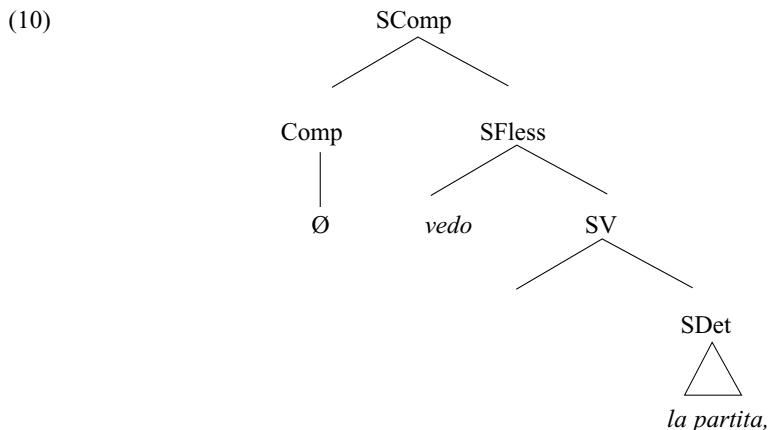 (10) SComp
Comp SFless
Ø vedo SV
SDet
la partita,